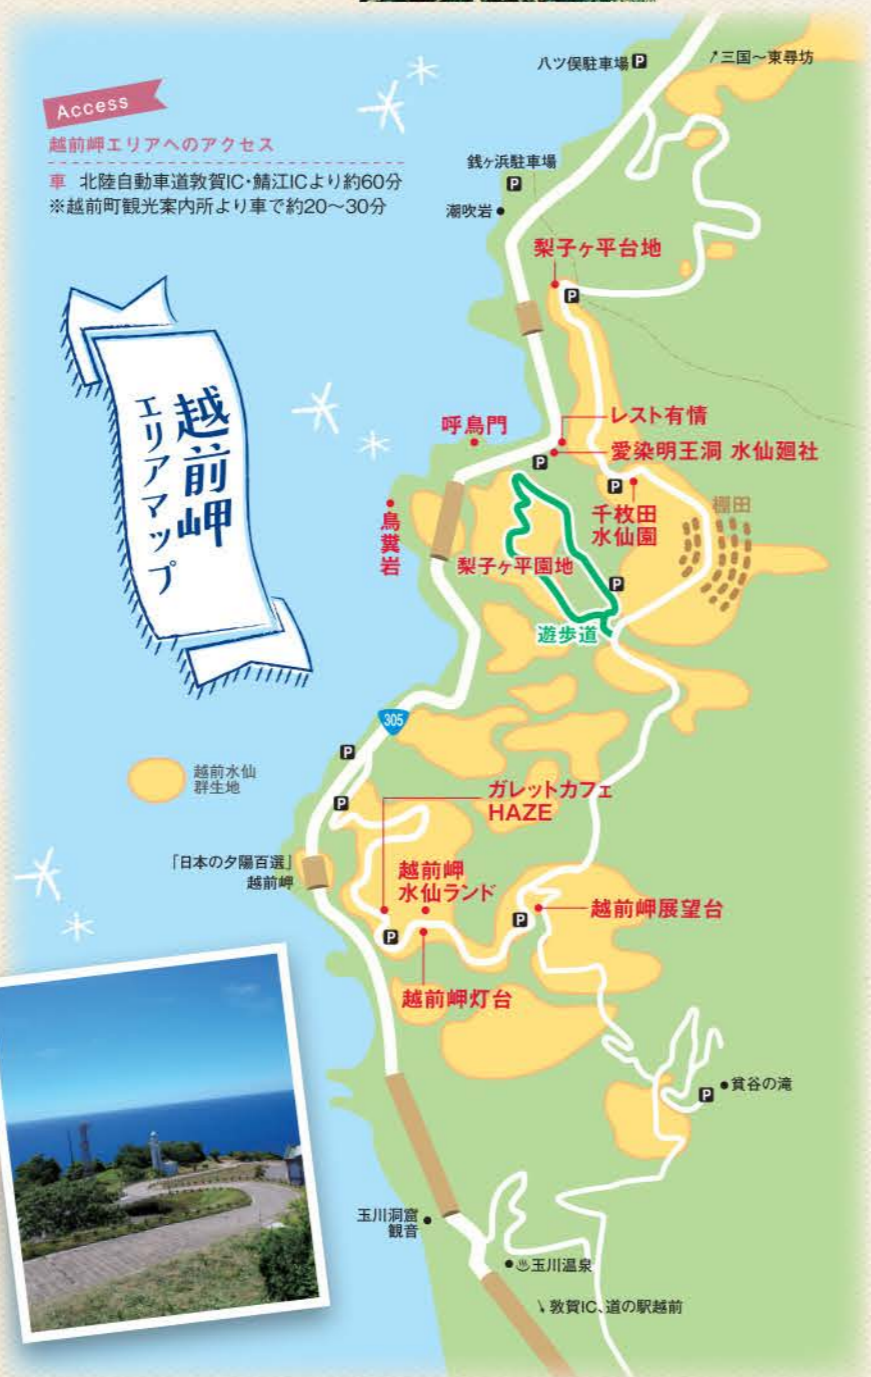 Access
越前岬エリアへのアクセス
車 北陸自動車道敦賀IC・鯖江ICより約60分
※越前町観光案内所より車で約20〜30分
越前岬
エリアマップ
八ツ俣駐車場 P
↗三国〜東尋坊
銭ヶ浜駐車場
P
潮吹岩
梨子ヶ平台地
P
レスト有情
呼鳥門
愛染明王洞 水仙廻社
P
P
千枚田
水仙園
棚田
鳥糞岩
梨子ヶ平園地
P
遊歩道
305
P
越前水仙
群生地
P
ガレットカフェ
HAZE
「日本の夕陽百選」
越前岬
越前岬
水仙ランド
P
越前岬展望台
P
越前岬灯台
P
貧谷の滝
玉川洞窟
観音
♨玉川温泉
↘敦賀IC、道の駅越前